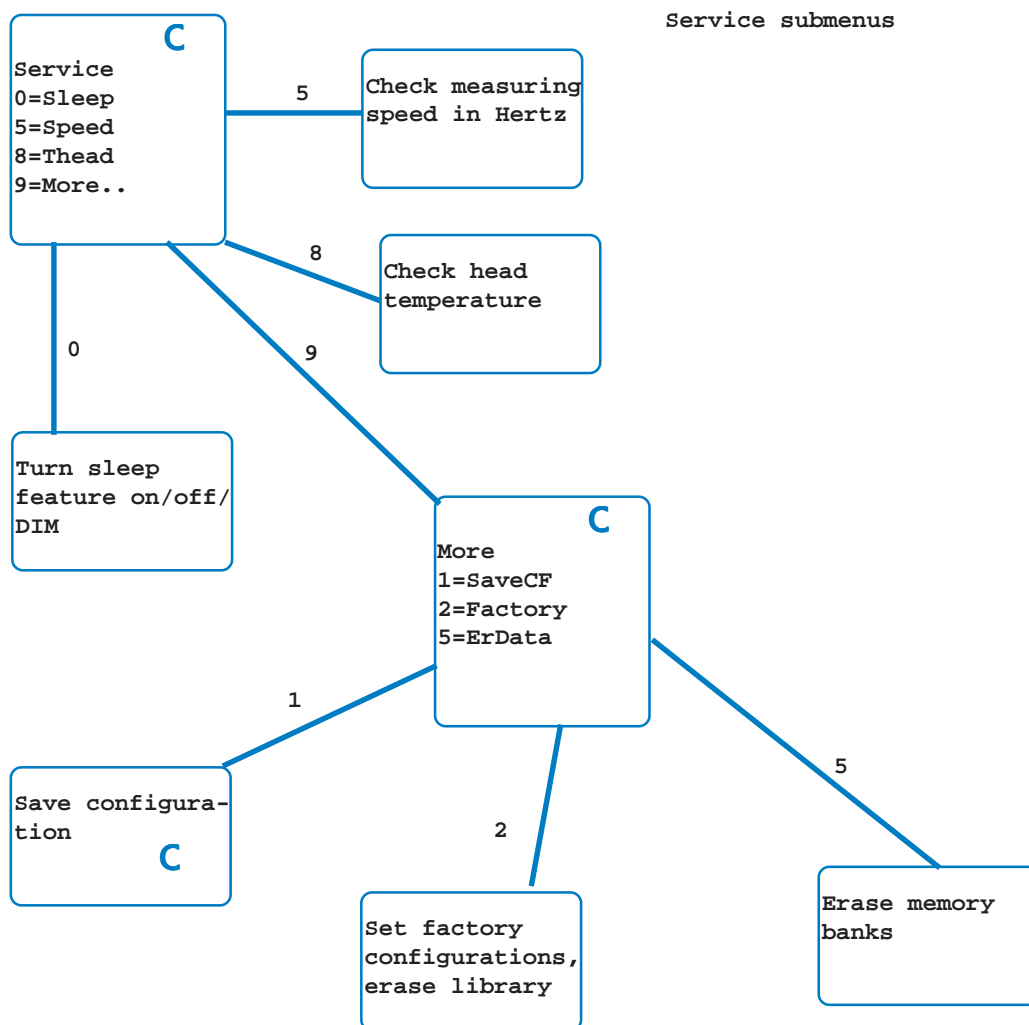 Service submenus
C
Service
0=Sleep
5=Speed
8=Thead
9=More..
5
Check measuring
speed in Hertz
8
Check head
temperature
9
0
Turn sleep
feature on/off/
DIM
C
More
1=SaveCF
2=Factory
5=ErData
1
Save configura-
tion
C
2
Set factory
configurations,
erase library
5
Erase memory
banks